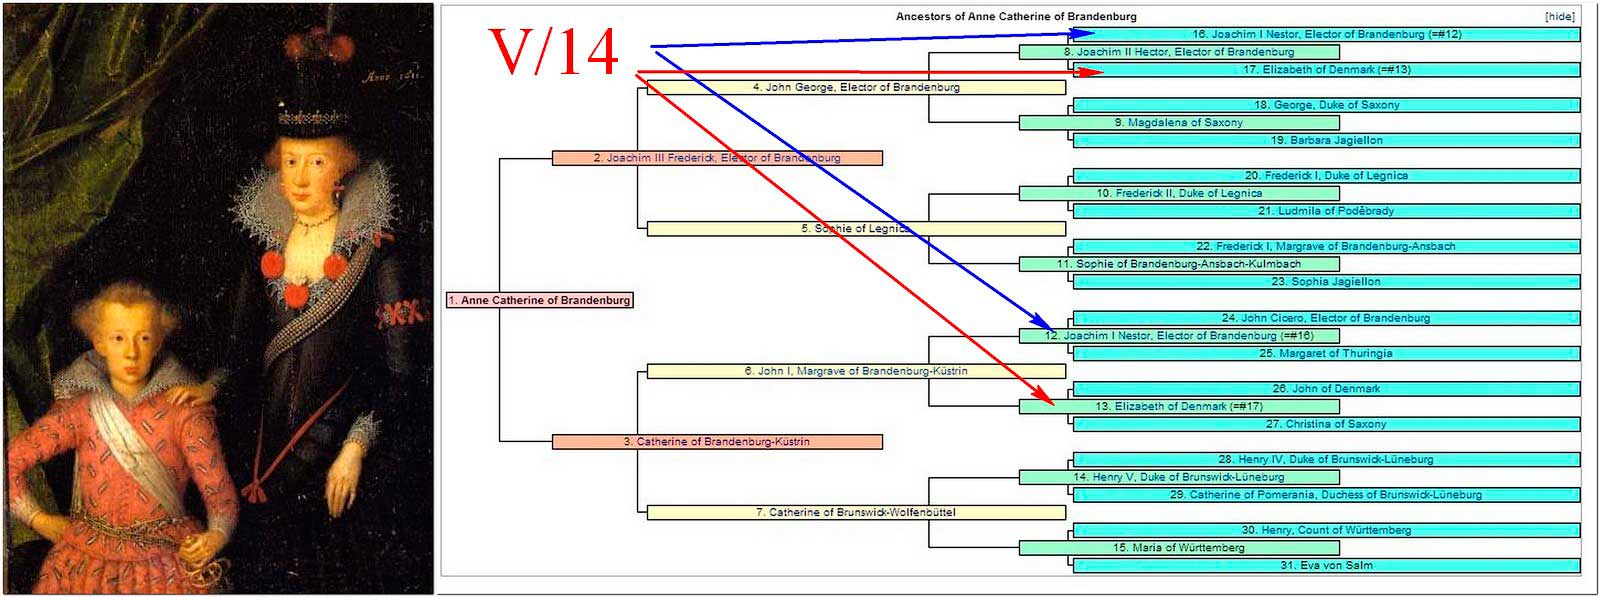 Anno 1611
V/14
Ancestors of Anne Catherine of Brandenburg
[hide]
16. Joachim I Nestor, Elector of Brandenburg (=#12)
8. Joachim II Hector, Elector of Brandenburg
17. Elizabeth of Denmark (=#13)
4. John George, Elector of Brandenburg
18. George, Duke of Saxony
9. Magdalena of Saxony
19. Barbara Jagiellon
2. Joachim III Frederick, Elector of Brandenburg
20. Frederick I, Duke of Legnica
10. Frederick II, Duke of Legnica
21. Ludmila of Poděbrady
5. Sophie of Legnica
22. Frederick I, Margrave of Brandenburg-Ansbach
11. Sophie of Brandenburg-Ansbach-Kulmbach
23. Sophia Jagiellon
1. Anne Catherine of Brandenburg
24. John Cicero, Elector of Brandenburg
12. Joachim I Nestor, Elector of Brandenburg (=#16)
25. Margaret of Thuringia
6. John I, Margrave of Brandenburg-Küstrin
26. John of Denmark
13. Elizabeth of Denmark (=#17)
27. Christina of Saxony
3. Catherine of Brandenburg-Küstrin
28. Henry IV, Duke of Brunswick-Lüneburg
14. Henry V, Duke of Brunswick-Lüneburg
29. Catherine of Pomerania, Duchess of Brunswick-Lüneburg
7. Catherine of Brunswick-Wolfenbüttel
30. Henry, Count of Württemberg
15. Maria of Württemberg
31. Eva von Salm